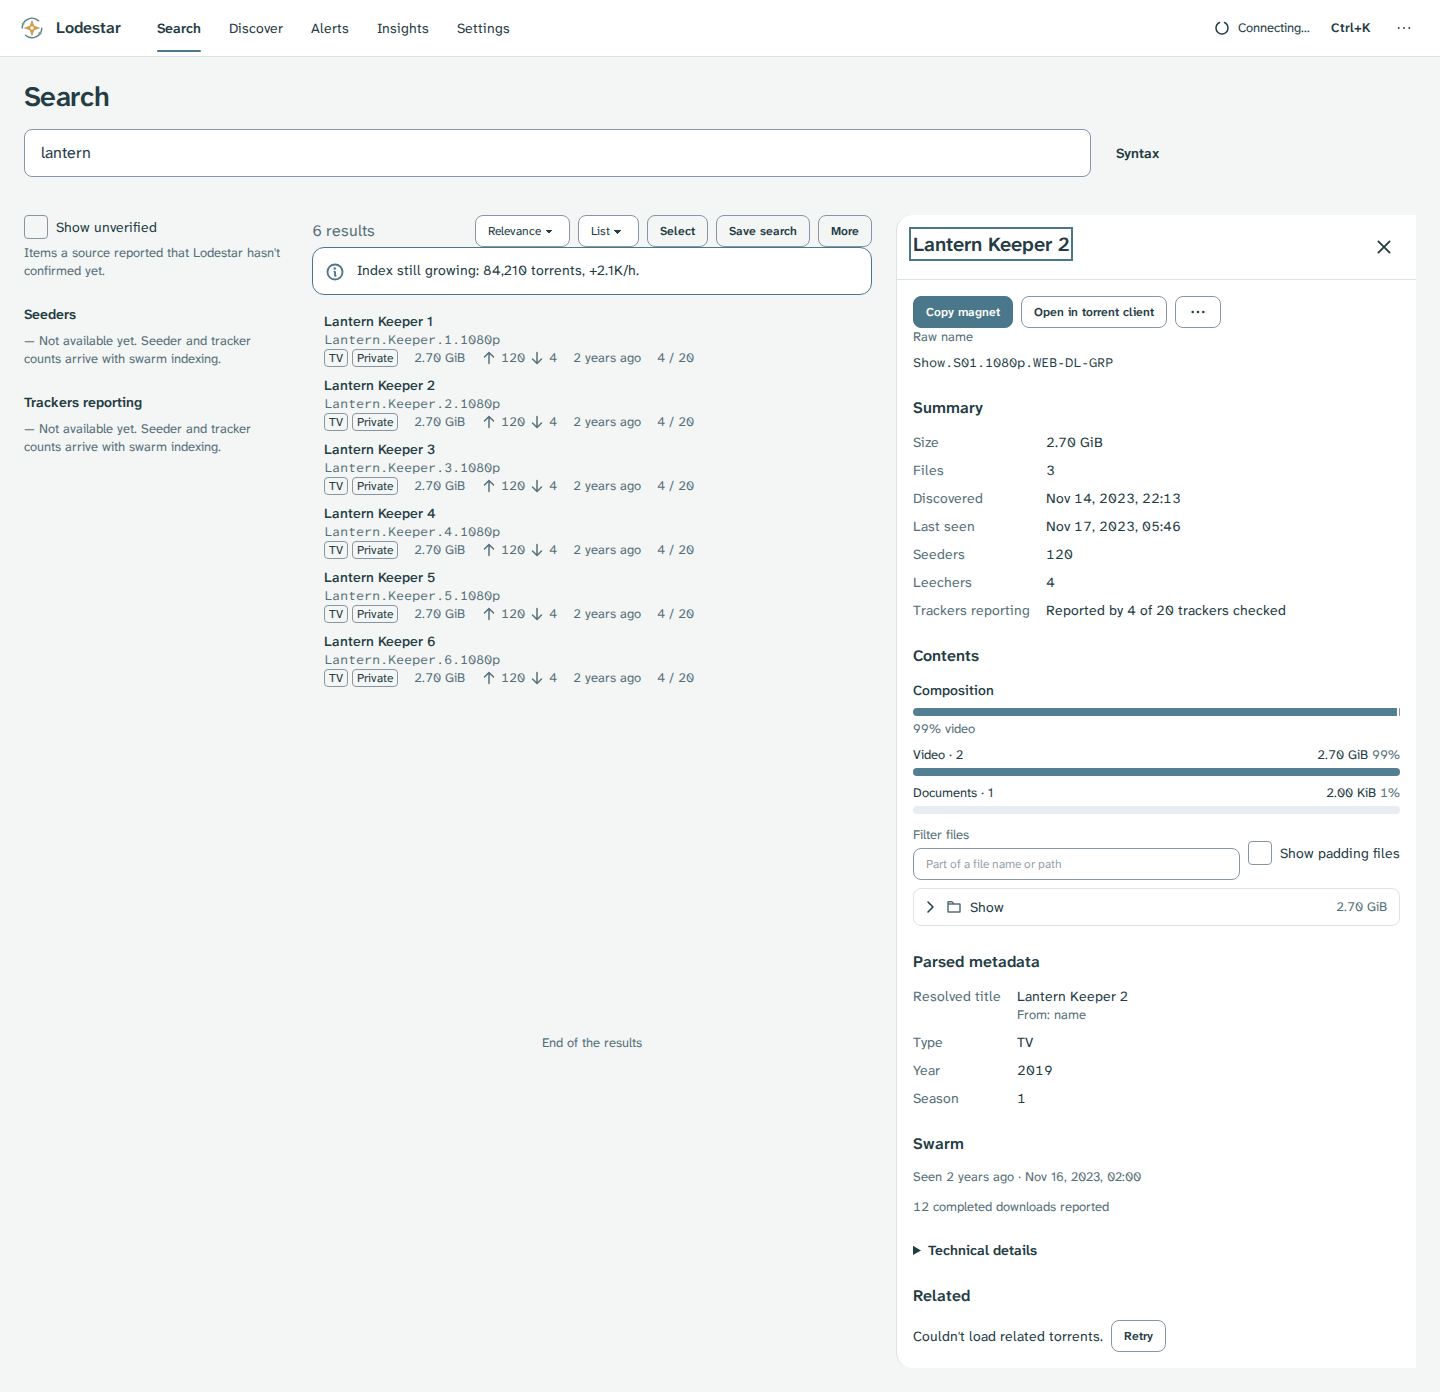 Lodestar
Search
Discover
Alerts
Insights
Settings
Connecting...
Ctrl+K
Search
lantern
Syntax
Show unverified
Items a source reported that Lodestar hasn't
confirmed yet.
Seeders
— Not available yet. Seeder and tracker
counts arrive with swarm indexing.
Trackers reporting
— Not available yet. Seeder and tracker
counts arrive with swarm indexing.
6 results
Relevance
List
Select
Save search
More
Index still growing: 84,210 torrents, +2.1K/h.
Lantern Keeper 1
Lantern.Keeper.1.1080p
TV Private 2.70 GiB ↑ 120 ↓ 4 2 years ago 4 / 20
Lantern Keeper 2
Lantern.Keeper.2.1080p
TV Private 2.70 GiB ↑ 120 ↓ 4 2 years ago 4 / 20
Lantern Keeper 3
Lantern.Keeper.3.1080p
TV Private 2.70 GiB ↑ 120 ↓ 4 2 years ago 4 / 20
Lantern Keeper 4
Lantern.Keeper.4.1080p
TV Private 2.70 GiB ↑ 120 ↓ 4 2 years ago 4 / 20
Lantern Keeper 5
Lantern.Keeper.5.1080p
TV Private 2.70 GiB ↑ 120 ↓ 4 2 years ago 4 / 20
Lantern Keeper 6
Lantern.Keeper.6.1080p
TV Private 2.70 GiB ↑ 120 ↓ 4 2 years ago 4 / 20
End of the results
Lantern Keeper 2
Copy magnet
Open in torrent client
Raw name
Show.S01.1080p.WEB-DL-GRP
Summary
Size 2.70 GiB
Files 3
Discovered Nov 14, 2023, 22:13
Last seen Nov 17, 2023, 05:46
Seeders 120
Leechers 4
Trackers reporting Reported by 4 of 20 trackers checked
Contents
Composition
99% video
Video · 2 2.70 GiB 99%
Documents · 1 2.00 KiB 1%
Filter files
Part of a file name or path
Show padding files
Show 2.70 GiB
Parsed metadata
Resolved title Lantern Keeper 2
From: name
Type TV
Year 2019
Season 1
Swarm
Seen 2 years ago · Nov 16, 2023, 02:00
12 completed downloads reported
Technical details
Related
Couldn't load related torrents.
Retry